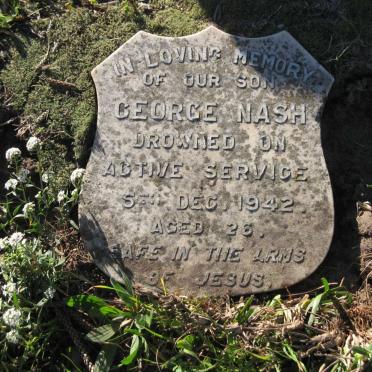 IN LOVING MEMORY
OF OUR SON
GEORGE NASH
DROWNED ON
ACTIVE SERVICE
5TH DEC. 1942.
AGED 26.
SAFE IN THE ARMS
OF JESUS.